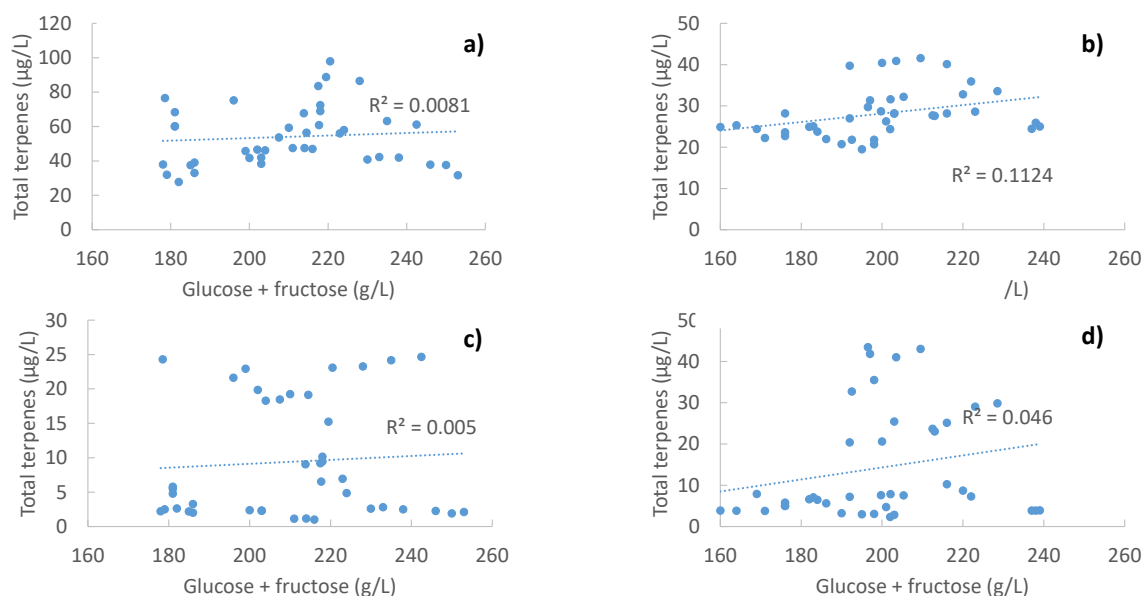 a)
Total terpenes (µg/L)
120
100
80
60
40
20
0
R² = 0.0081
160 180 200 220 240 260
Glucose + fructose (g/L)
b)
Total terpenes (µg/L)
50
40
30
20
10
0
R² = 0.1124
160 180 200 220 240 260
/L)
c)
Total terpenes (µg/L)
30
25
20
15
10
5
0
R² = 0.005
160 180 200 220 240 260
Glucose + fructose (g/L)
d)
Total terpenes (µg/L)
50
40
30
20
10
0
R² = 0.046
160 180 200 220 240 260
Glucose + fructose (g/L)